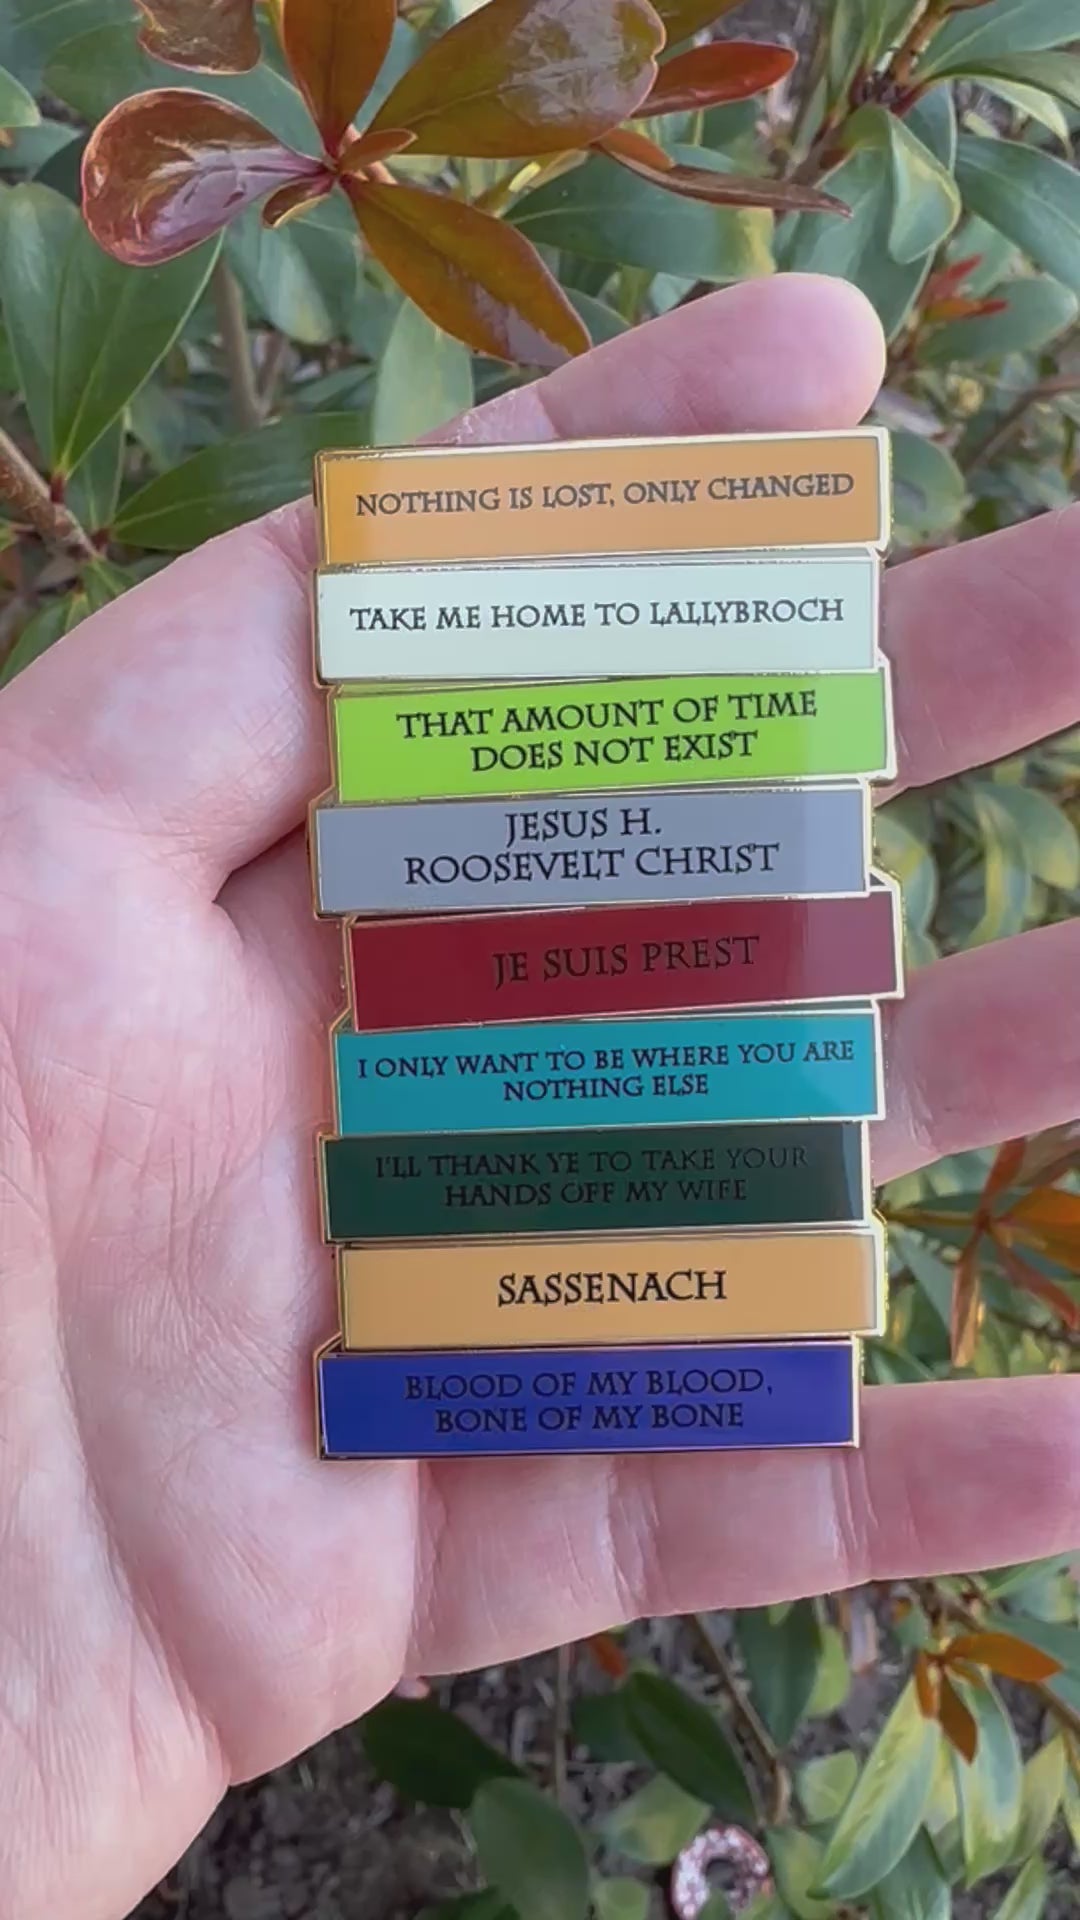 NOTHING IS LOST, ONLY CHANGED
TAKE ME HOME TO LALLYBROCH
THAT AMOUNT OF TIME
DOES NOT EXIST
JESUS H.
ROOSEVELT CHRIST
JE SUIS PREST
I ONLY WANT TO BE WHERE YOU ARE
NOTHING ELSE
I'LL THANK YE TO TAKE YOUR
HANDS OFF MY WIFE
SASSENACH
BLOOD OF MY BLOOD,
BONE OF MY BONE